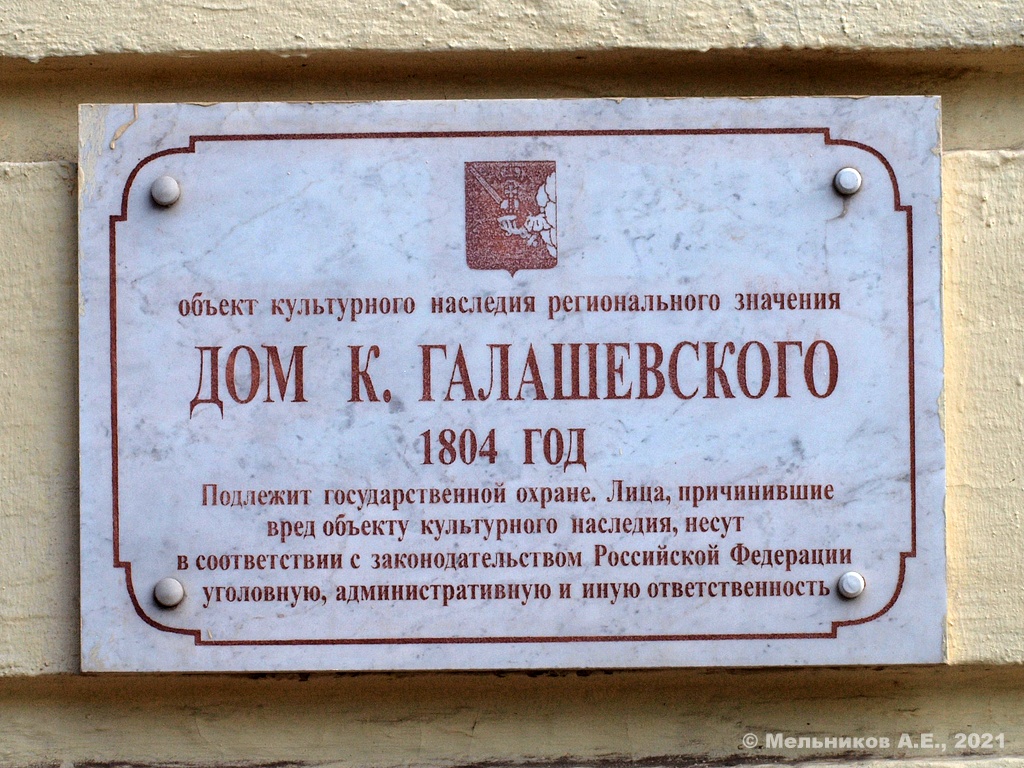 объект культурного наследия регионального значения
ДОМ К. ГАЛАШЕВСКОГО
1804 ГОД
Подлежит государственной охране. Лица, причинившие
вред объекту культурного наследия, несут
в соответствии с законодательством Российской Федерации
уголовную, административную и иную ответственность
© Мельников А.Е., 2021